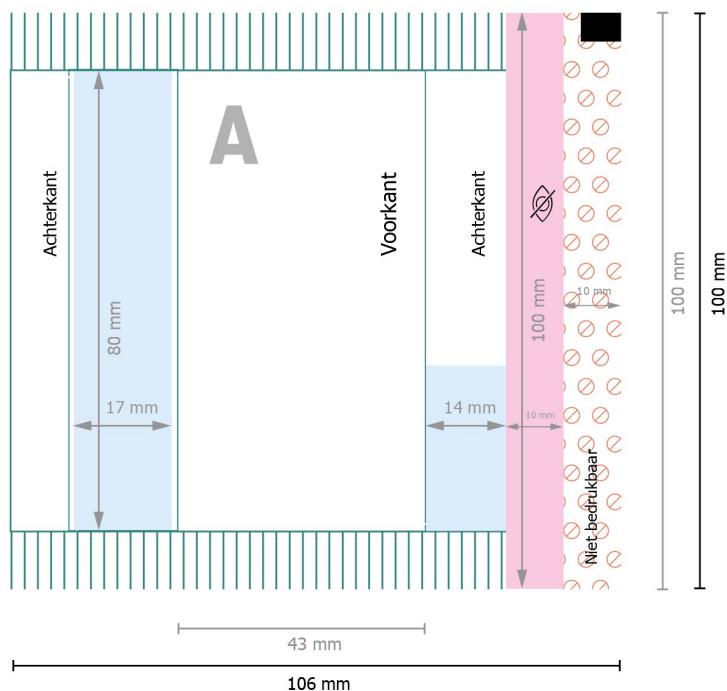 A
Achterkant
Voorkant
Achterkant
80 mm
100 mm
100 mm
100 mm
10 mm
17 mm
14 mm
10 mm
Niet bedrukbaar
43 mm
106 mm